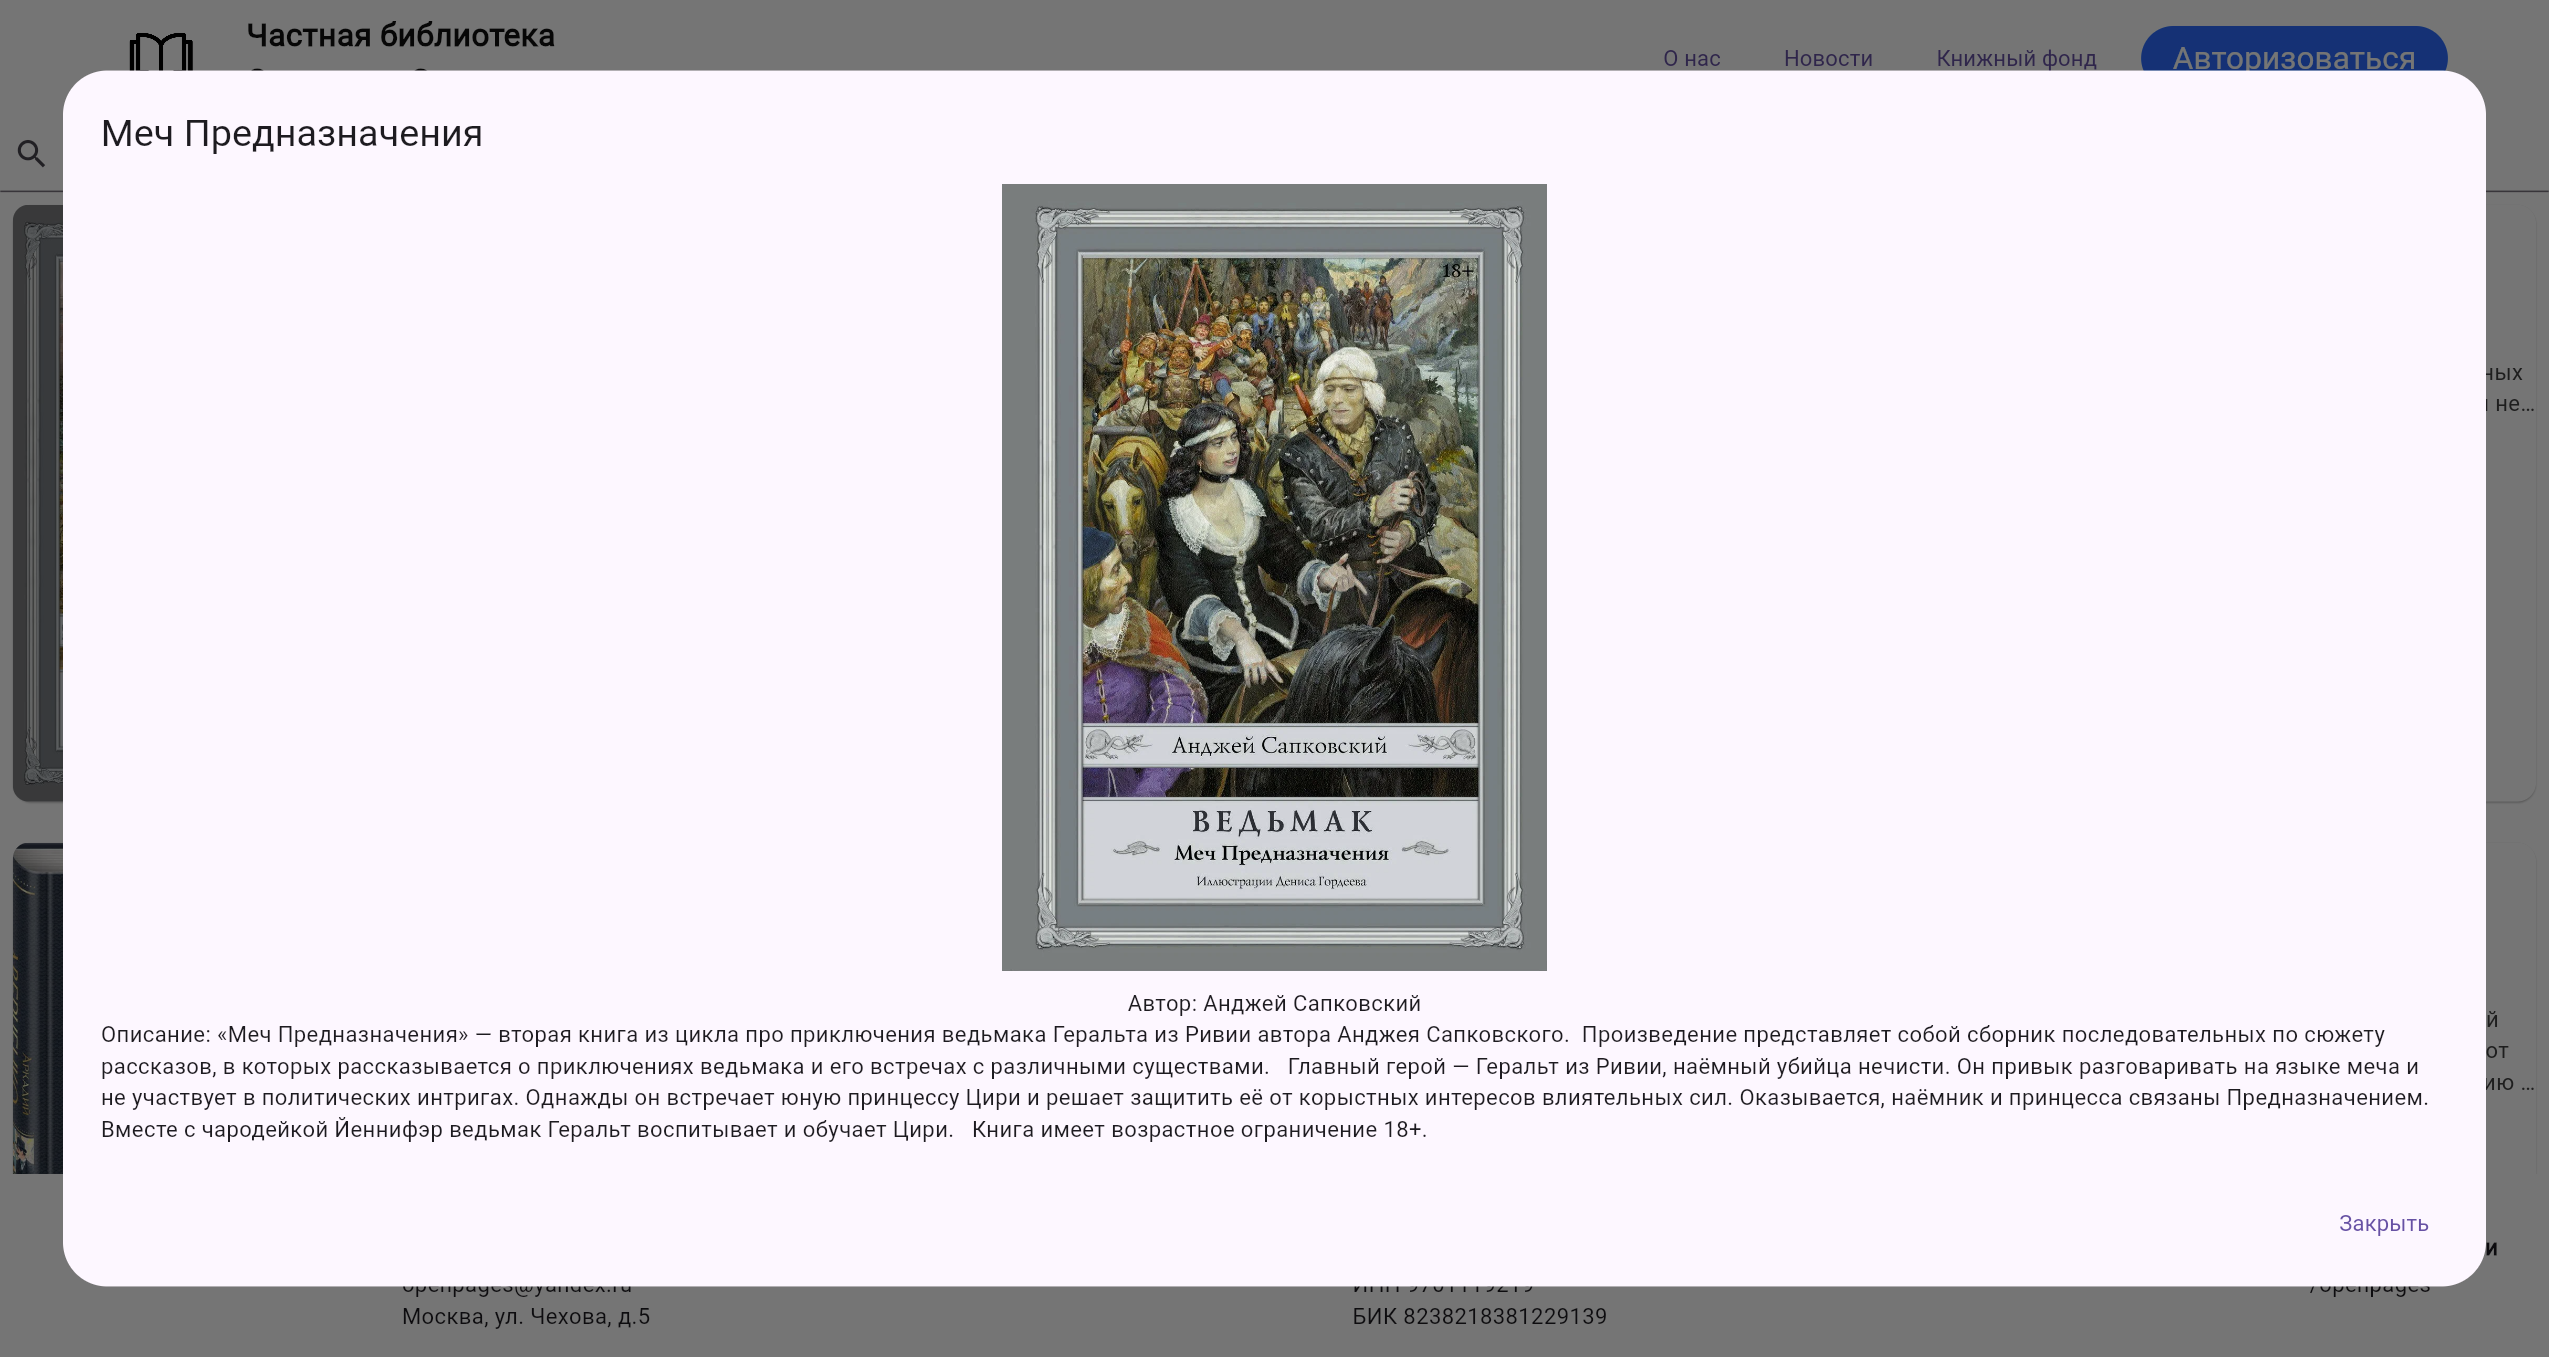 Частная библиотека
О нас
Новости
Книжный фонд
Авторизоваться
Меч Предназначения
ных
не…
18+
Анджей Сапковский
ВЕДЬМАК
Меч Предназначения
Иллюстрации Дениса Гордеева
Автор: Анджей Сапковский
Описание: «Меч Предназначения» — вторая книга из цикла про приключения ведьмака Геральта из Ривии автора Анджея Сапковского.  Произведение представляет собой сборник последовательных по сюжету
рассказов, в которых рассказывается о приключениях ведьмака и его встречах с различными существами.   Главный герой — Геральт из Ривии, наёмный убийца нечисти. Он привык разговаривать на языке меча и
не участвует в политических интригах. Однажды он встречает юную принцессу Цири и решает защитить её от корыстных интересов влиятельных сил. Оказывается, наёмник и принцесса связаны Предназначением.
Вместе с чародейкой Йеннифэр ведьмак Геральт воспитывает и обучает Цири.   Книга имеет возрастное ограничение 18+.
й
от
ию …
Закрыть
и
openpages@yandex.ru
/openpages
Москва, ул. Чехова, д.5
БИК 8238218381229139